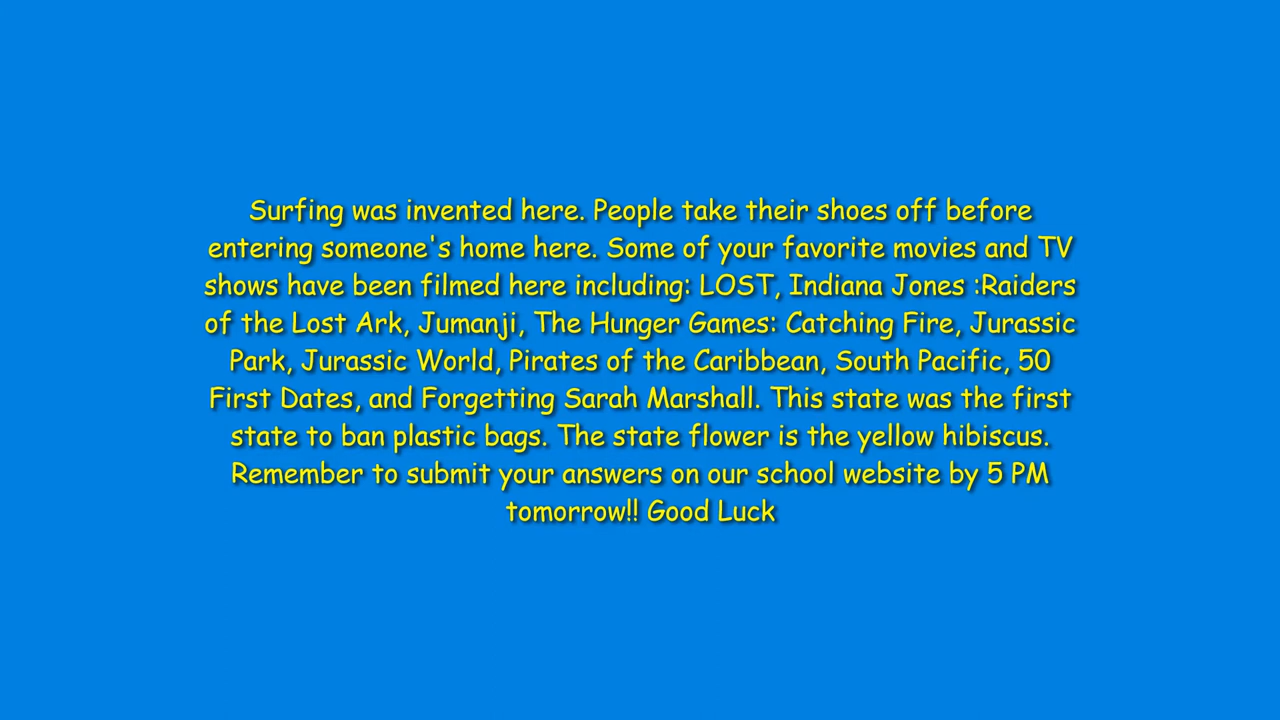 Surfing was invented here. People take their shoes off before
entering someone's home here. Some of your favorite movies and TV
shows have been filmed here including: LOST, Indiana Jones :Raiders
of the Lost Ark, Jumanji, The Hunger Games: Catching Fire, Jurassic
Park, Jurassic World, Pirates of the Caribbean, South Pacific, 50
First Dates, and Forgetting Sarah Marshall. This state was the first
state to ban plastic bags. The state flower is the yellow hibiscus.
Remember to submit your answers on our school website by 5 PM
tomorrow!! Good Luck